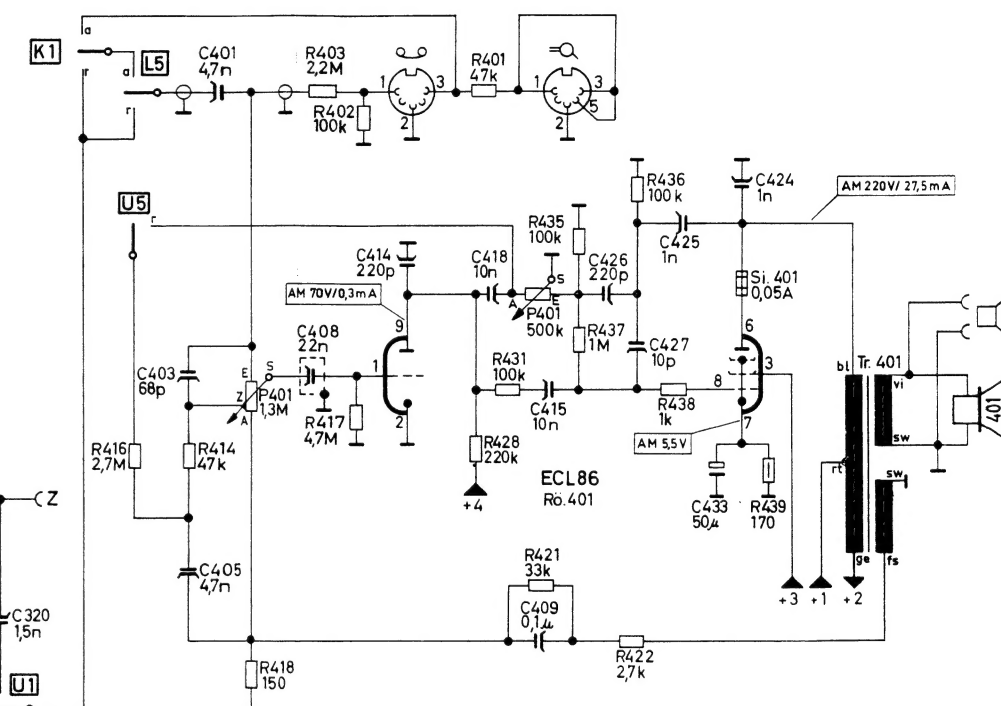 a
K1
r
a
L5
r
C401
4,7n
R403
2,2M
R402
100k
1
3
2
R401
47k
1
3
5
2
U5
r
C414
220p
AM 70V/0,3mA
C418
10n
A
S
E
P401
500k
R435
100k
C426
220p
R436
100k
C425
1n
C424
1n
AM 220V/ 27,5mA
Si. 401
0,05A
R437
1M
C427
10p
C403
68p
E
S
Z
P401
1,3M
A
C408
22n
9
1
2
R417
4,7M
R431
100k
C415
10n
R438
1k
6
3
8
7
AM 5,5V
R416
2,7M
R414
47k
R428
220k
+4
ECL86
Rö.401
C433
50µ
R439
170
bl
Tr. 401
vi
sw
rt
sw
ge
fs
401
Z
C405
4,7n
R421
33k
C409
0,1µ
R422
2,7k
+3
+1
+2
C320
1,5n
U1
R418
150